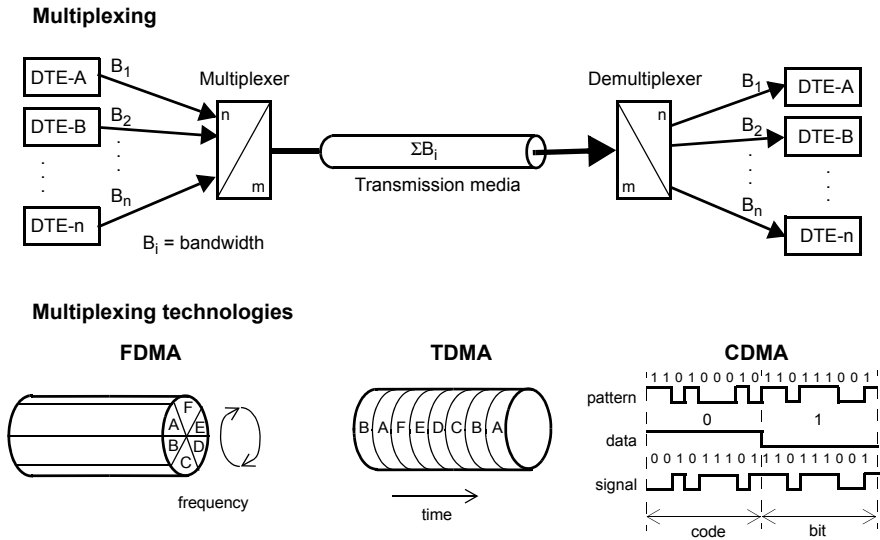 Multiplexing
DTE-A
DTE-B
DTE-n
B1
B2
Bn
Multiplexer
n
m
ΣBi
Transmission media
Demultiplexer
n
m
B1
B2
Bn
DTE-A
DTE-B
DTE-n
Bi = bandwidth
Multiplexing technologies
FDMA
F
A E
B D
C
frequency
TDMA
B A F E D C B A
time
CDMA
1 1 0 1 0 0 0 1 0 1 1 0 1 1 1 0 0 1
pattern
0 1
data
0 0 1 0 1 1 1 0 1 1 1 0 1 1 1 0 0 1
signal
code bit